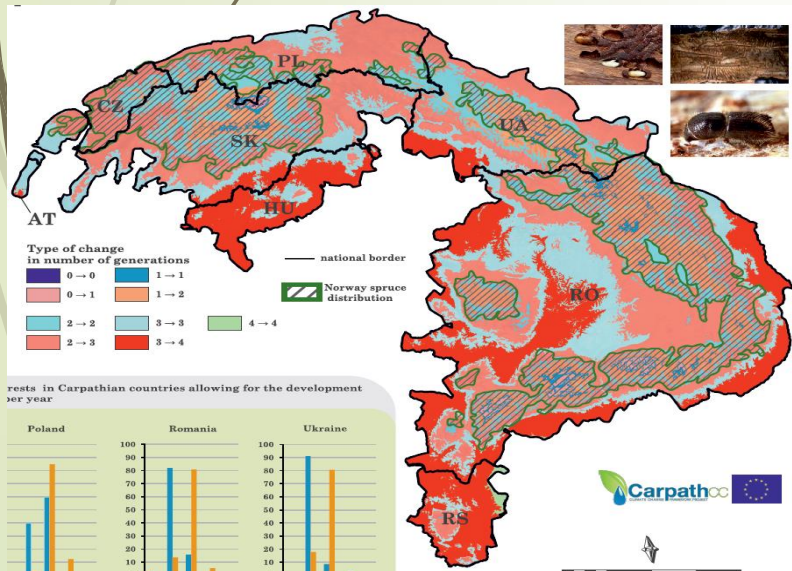 PL
CZ
SK
UA
AT
HU
RO
RS
Type of change
in number of generations
0 → 0
1 → 1
0 → 1
1 → 2
2 → 2
3 → 3
4 → 4
2 → 3
3 → 4
national border
Norway spruce
distribution
rests in Carpathian countries allowing for the development
per year
Poland
Romania
Ukraine
100
90
80
70
60
50
40
30
20
10
100
90
80
70
60
50
40
30
20
10
Carpathcc